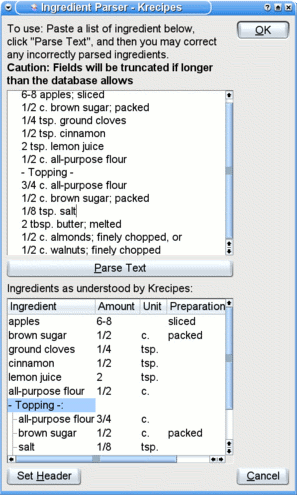 Ingredient Parser - Krecipes
To use: Paste a list of ingredient below,
click "Parse Text", and then you may correct
any incorrectly parsed ingredients.
Caution: Fields will be truncated if longer
than the database allows
OK
6-8 apples; sliced
1/2 c. brown sugar; packed
1/4 tsp. ground cloves
1/2 tsp. cinnamon
2 tsp. lemon juice
1/2 c. all-purpose flour
- Topping -
3/4 c. all-purpose flour
1/2 c. brown sugar; packed
1/8 tsp. salt
2 tbsp. butter; melted
1/2 c. almonds; finely chopped, or
1/2 c. walnuts; finely chopped
Parse Text
Ingredients as understood by Krecipes:
Ingredient Amount Unit Preparation
apples 6-8 sliced
brown sugar 1/2 c. packed
ground cloves 1/4 tsp.
cinnamon 1/2 tsp.
lemon juice 2 tsp.
all-purpose flour 1/2 c.
- Topping -:
all-purpose flour 3/4 c.
brown sugar 1/2 c. packed
salt 1/8 tsp.
Set Header
Cancel